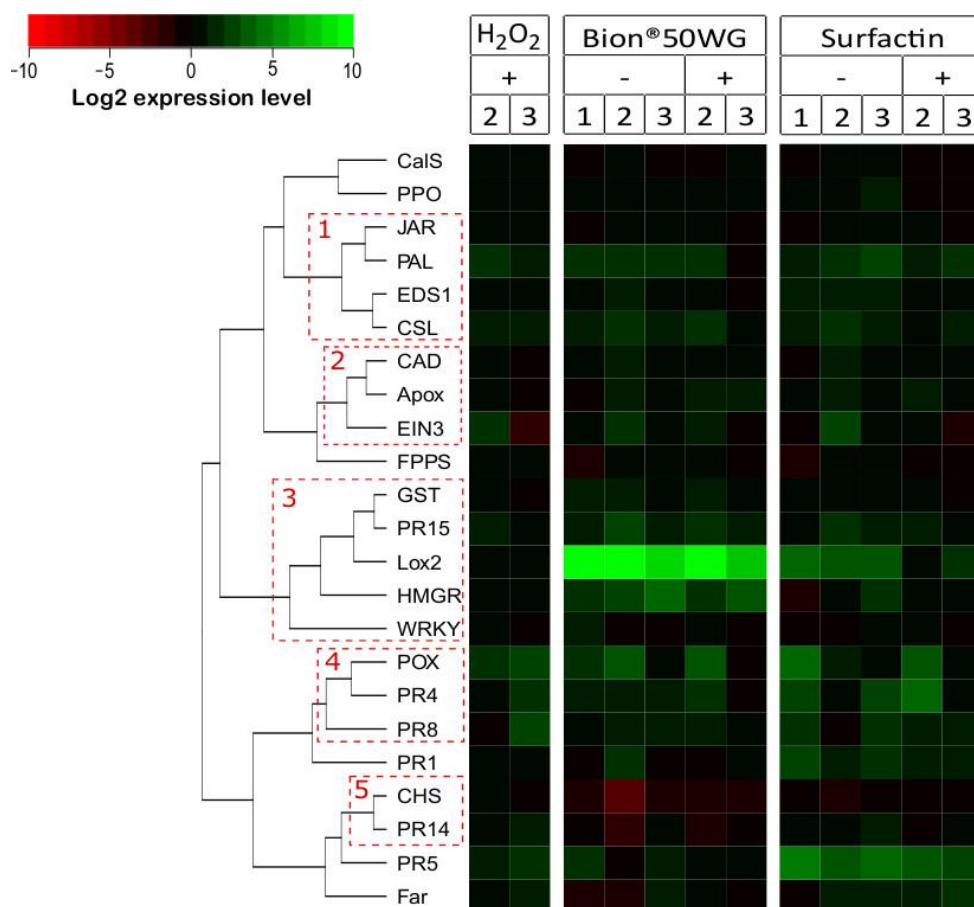 -10 -5 0 5 10
Log2 expression level
H2O2 Bion®50WG Surfactin
+ - + - +
2 3 1 2 3 2 3 1 2 3 2 3
CalS
PPO
1 JAR
PAL
EDS1
CSL
2 CAD
Apox
EIN3
FPPS
3 GST
PR15
Lox2
HMGR
WRKY
4 POX
PR4
PR8
PR1
5 CHS
PR14
PR5
Far